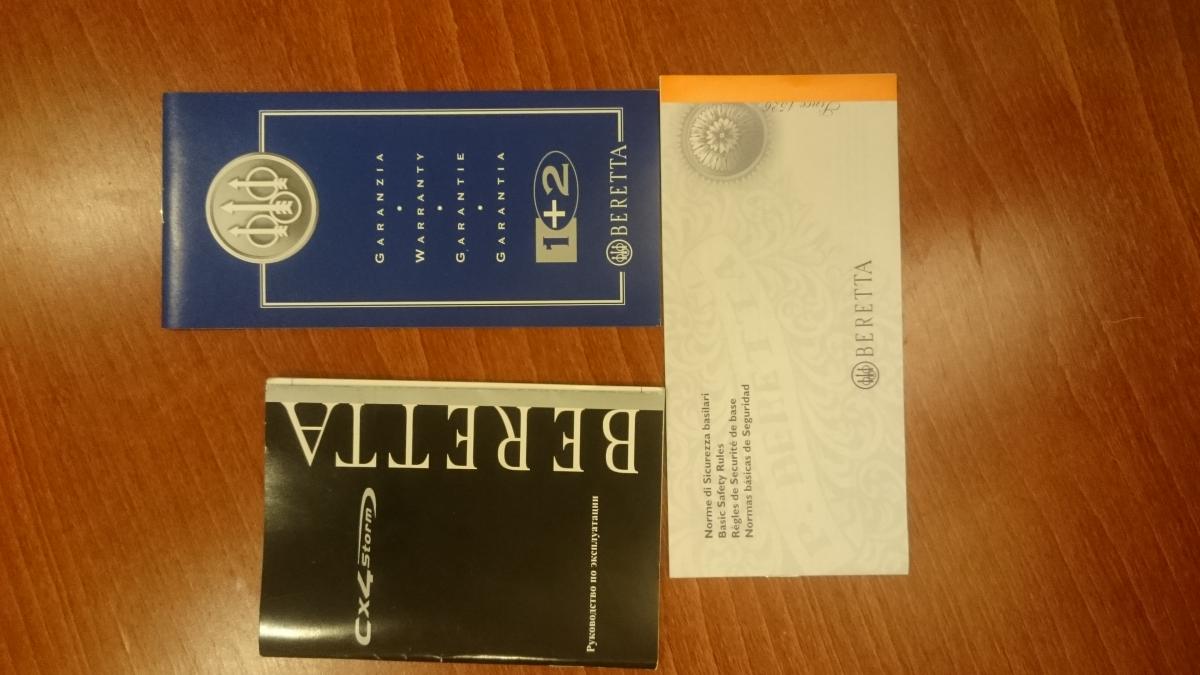 GARANZIA
•
WARRANTY
•
GARANTIE
•
GARANTIA
1+2
BERETTA
BERETTA
Cx4 Storm
Руководство по эксплуатации
Since 1526
Norme di Sicurezza basilari
Basic Safety Rules
Règles de Securité de base
Normas básicas de Seguridad
BERETTA